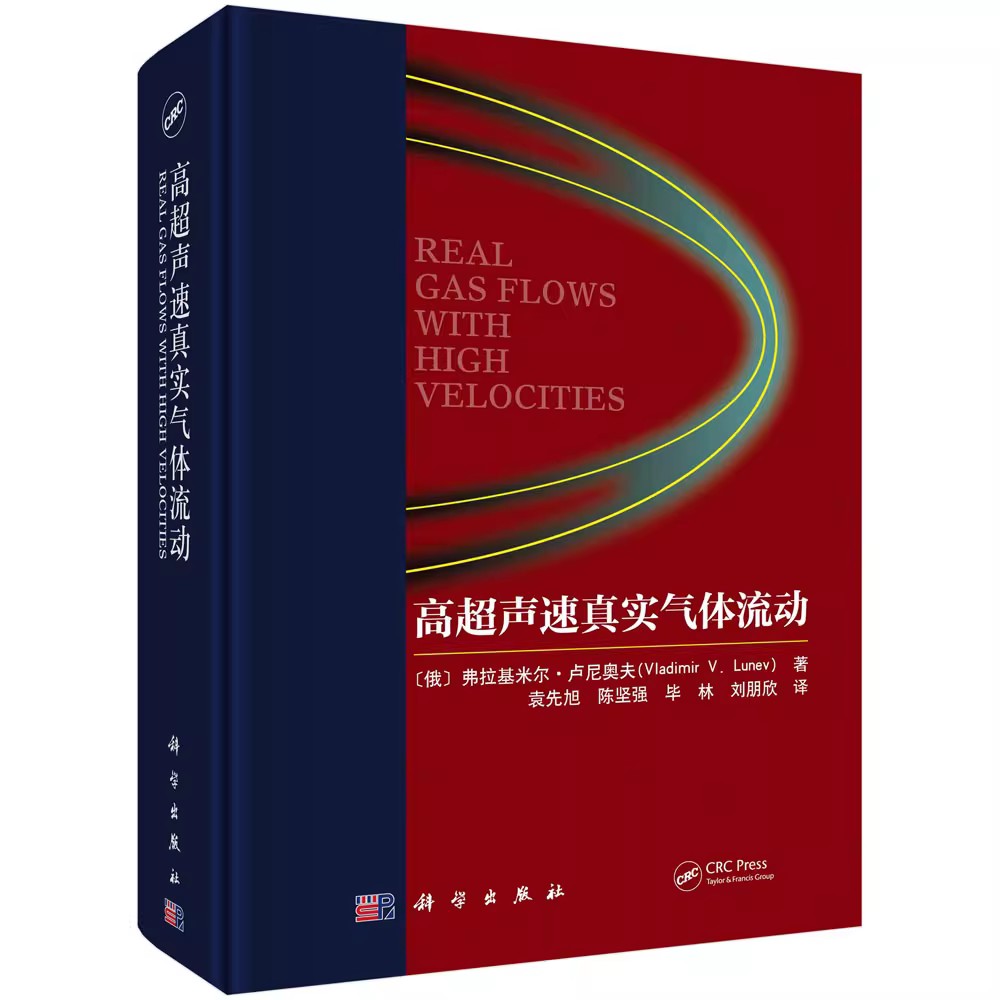 CRC
高超声速真实气体流动
REAL GAS FLOWS WITH HIGH VELOCITIES
科学出版社
REAL
GAS FLOWS
WITH
HIGH
VELOCITIES
高超声速真实气体流动
〔俄〕弗拉基米尔·卢尼奥夫(Vladimir V. Lunev) 著
袁先旭 陈坚强 毕 林 刘朋欣 译
科学出版社
CRC
CRC Press
Taylor & Francis Group